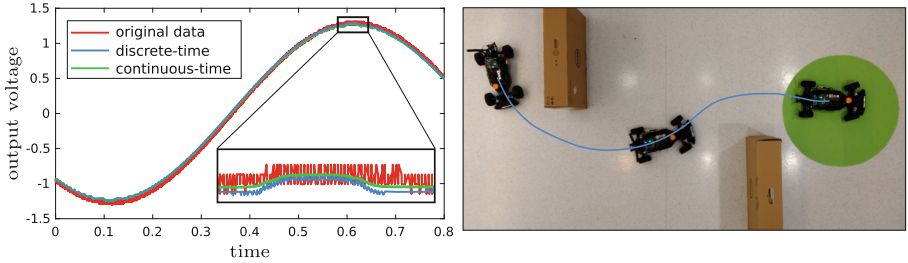 1.5
1
0.5
0
-0.5
-1
-1.5
output voltage
original data
discrete-time
continuous-time
0 0.1 0.2 0.3 0.4 0.5 0.6 0.7 0.8
time